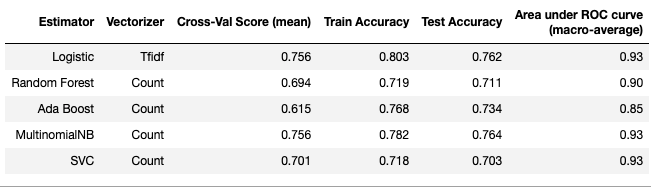 Estimator Vectorizer Cross-Val Score (mean) Train Accuracy Test Accuracy Area under ROC curve (macro-average)
Logistic Tfidf 0.756 0.803 0.762 0.93
Random Forest Count 0.694 0.719 0.711 0.90
Ada Boost Count 0.615 0.768 0.734 0.85
MultinomialNB Count 0.756 0.782 0.764 0.93
SVC Count 0.701 0.718 0.703 0.93